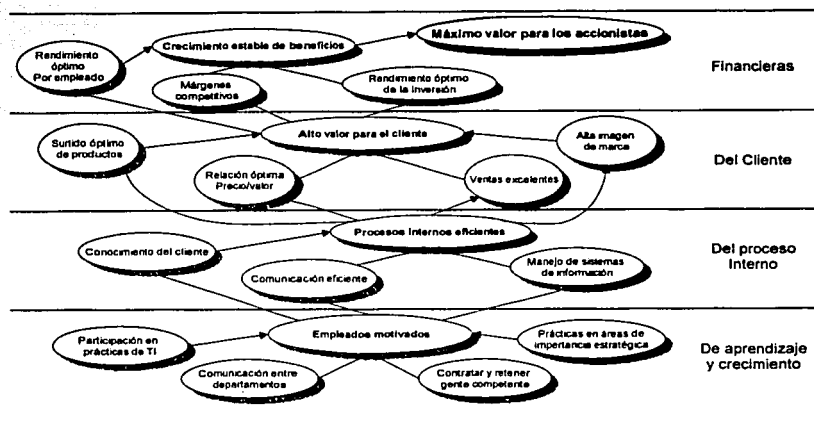 Máximo valor para los accionistas
Crecimiento estable de beneficios
Rendimiento
óptimo
Por empleado
Márgenes
competitivos
Rendimiento óptimo
de la inversión
Financieras
Surtido óptimo
de productos
Alto valor para el cliente
Alta imagen
de marca
Relación óptima
Precio/valor
Ventas excelentes
Del Cliente
Procesos Internos eficientes
Conocimiento del cliente
Comunicación eficiente
Manejo de sistemas
de información
Del proceso
Interno
Participación en
prácticas de TI
Empleados motivados
Prácticas en areas de
importancia estratégica
Comunicación entre
departamentos
Contratar y retener
gente competente
De aprendizaje
y crecimiento